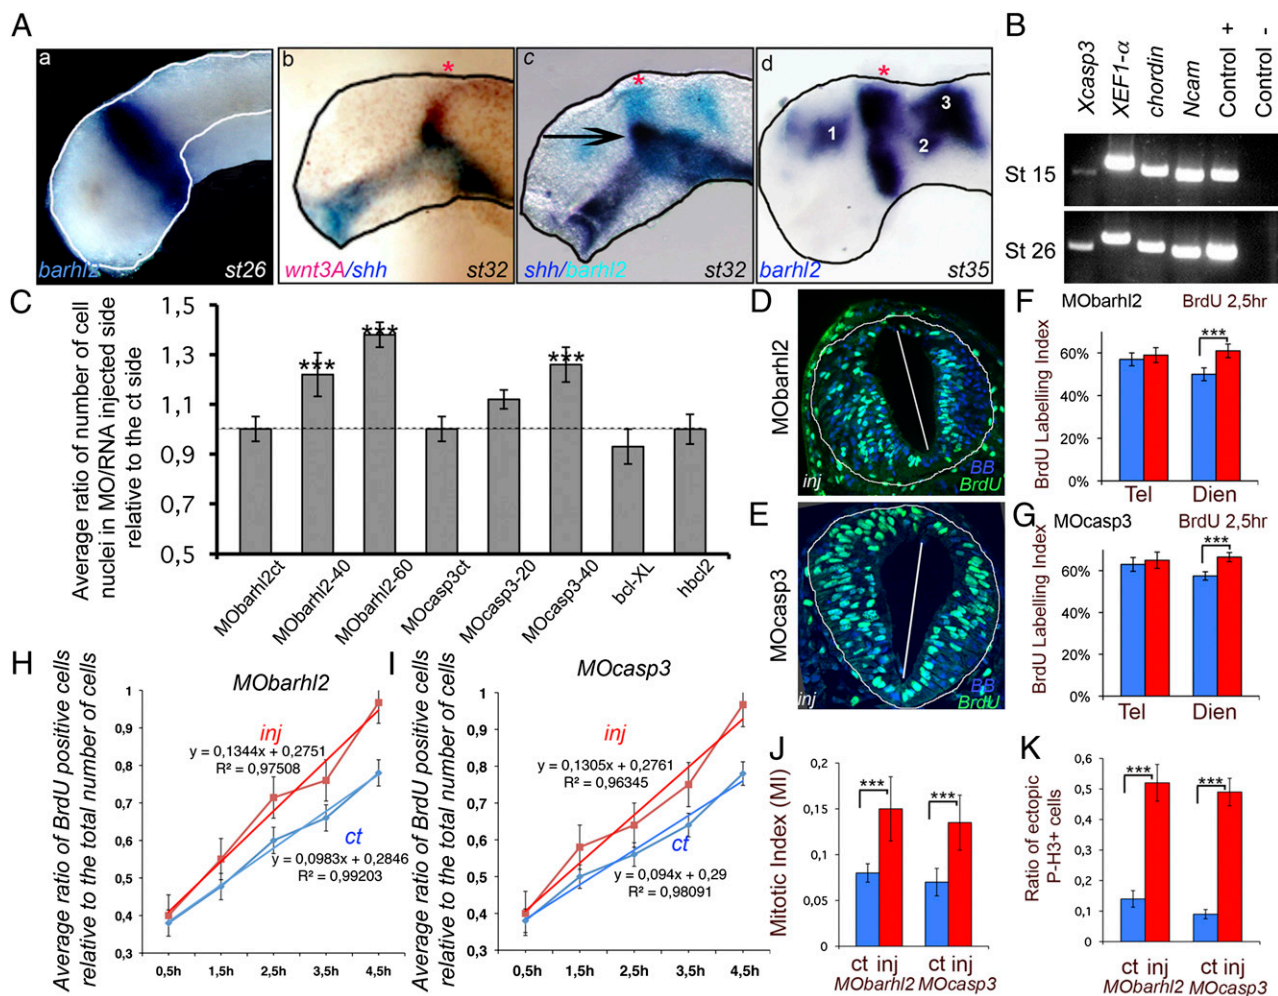 A
a
barhl2
st26
b
*
wnt3A/shh
st32
c
*
shh/barhl2
st32
d
*
1
2
3
barhl2
st35
B
Xcasp3
XEF1-α
chordin
Ncam
Control +
Control -
St 15
St 26
C
Average ratio of number of cell
nuclei in MO/RNA injected side
relative to the ct side
1,5
1,3
1,1
0,9
0,7
0,5
***
***
***
MObarhl2ct
MObarhl2-40
MObarhl2-60
MOcasp3ct
MOcasp3-20
MOcasp3-40
bcl-XL
hbcl2
D
MObarhl2
inj
BB
BrdU
E
MOcasp3
inj
BB
BrdU
F
MObarhl2 BrdU 2,5hr
BrdU Labelling Index
60%
40%
20%
0%
***
Tel Dien
G
MOcasp3 BrdU 2,5hr
BrdU Labelling Index
60%
40%
20%
0%
***
Tel Dien
H
MObarhl2
Average ratio of BrdU positive cells
relative to the total number of cells
1
0,9
0,8
0,7
0,6
0,5
0,4
0,3
inj
y = 0,1344x + 0,2751
R² = 0,97508
ct
y = 0,0983x + 0,2846
R² = 0,99203
0,5h 1,5h 2,5h 3,5h 4,5h
I
MOcasp3
Average ratio of BrdU positive cells
relative to the total number of cells
1
0,9
0,8
0,7
0,6
0,5
0,4
0,3
inj
y = 0,1305x + 0,2761
R² = 0,96345
ct
y = 0,094x + 0,29
R² = 0,98091
0,5h 1,5h 2,5h 3,5h 4,5h
J
Mitotic Index (MI)
0,2
0,15
0,1
0,05
0
***
***
ct inj ct inj
MObarhl2 MOcasp3
K
Ratio of ectopic
P-H3+ cells
0,6
0,5
0,4
0,3
0,2
0,1
0
***
***
ct inj ct inj
MObarhl2 MOcasp3